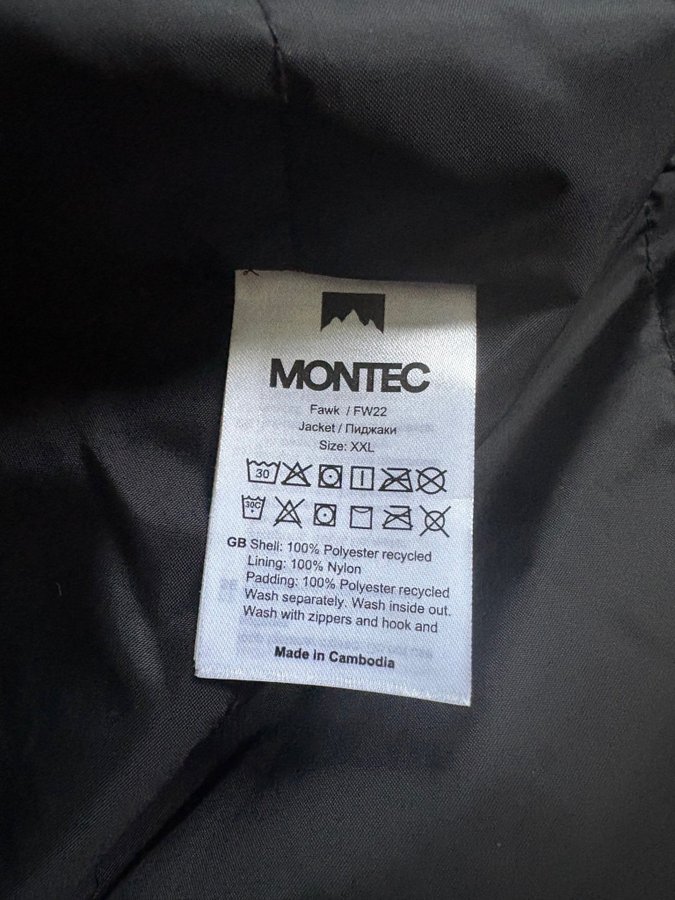 MONTEC
Fawk / FW22
Jacket / Пиджаки
Size: XXL
30
30C
GB Shell: 100% Polyester recycled
Lining: 100% Nylon
Padding: 100% Polyester recycled
Wash separately. Wash inside out.
Wash with zippers and hook and
Made in Cambodia